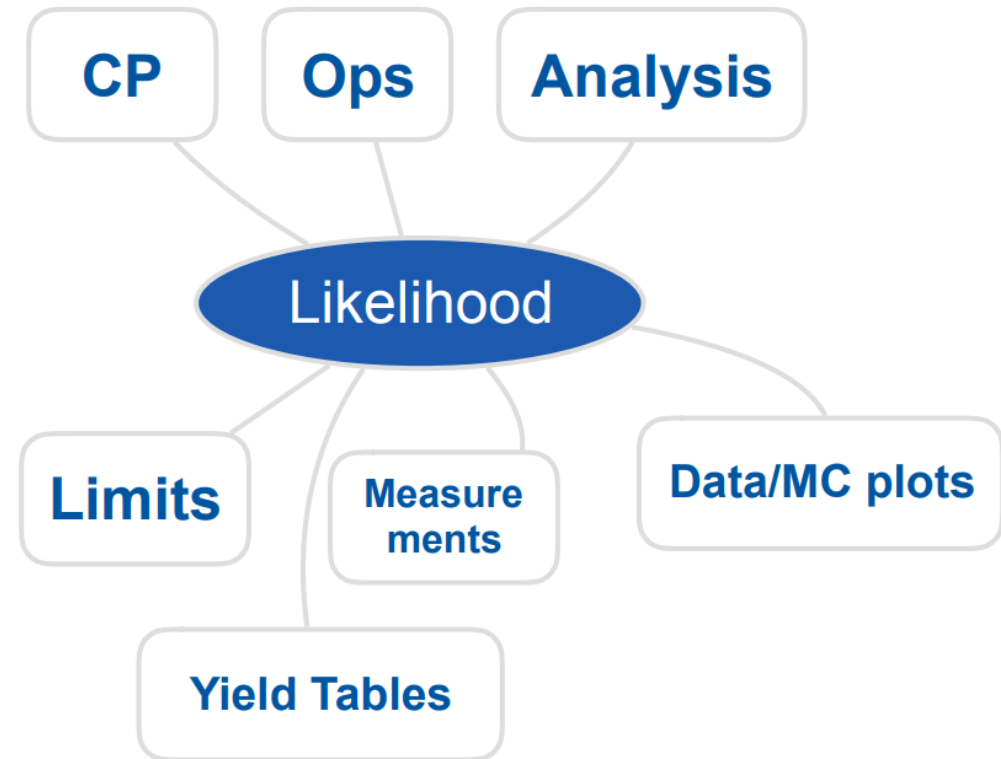 CP
Ops
Analysis
Likelihood
Limits
Measure
ments
Data/MC plots
Yield Tables